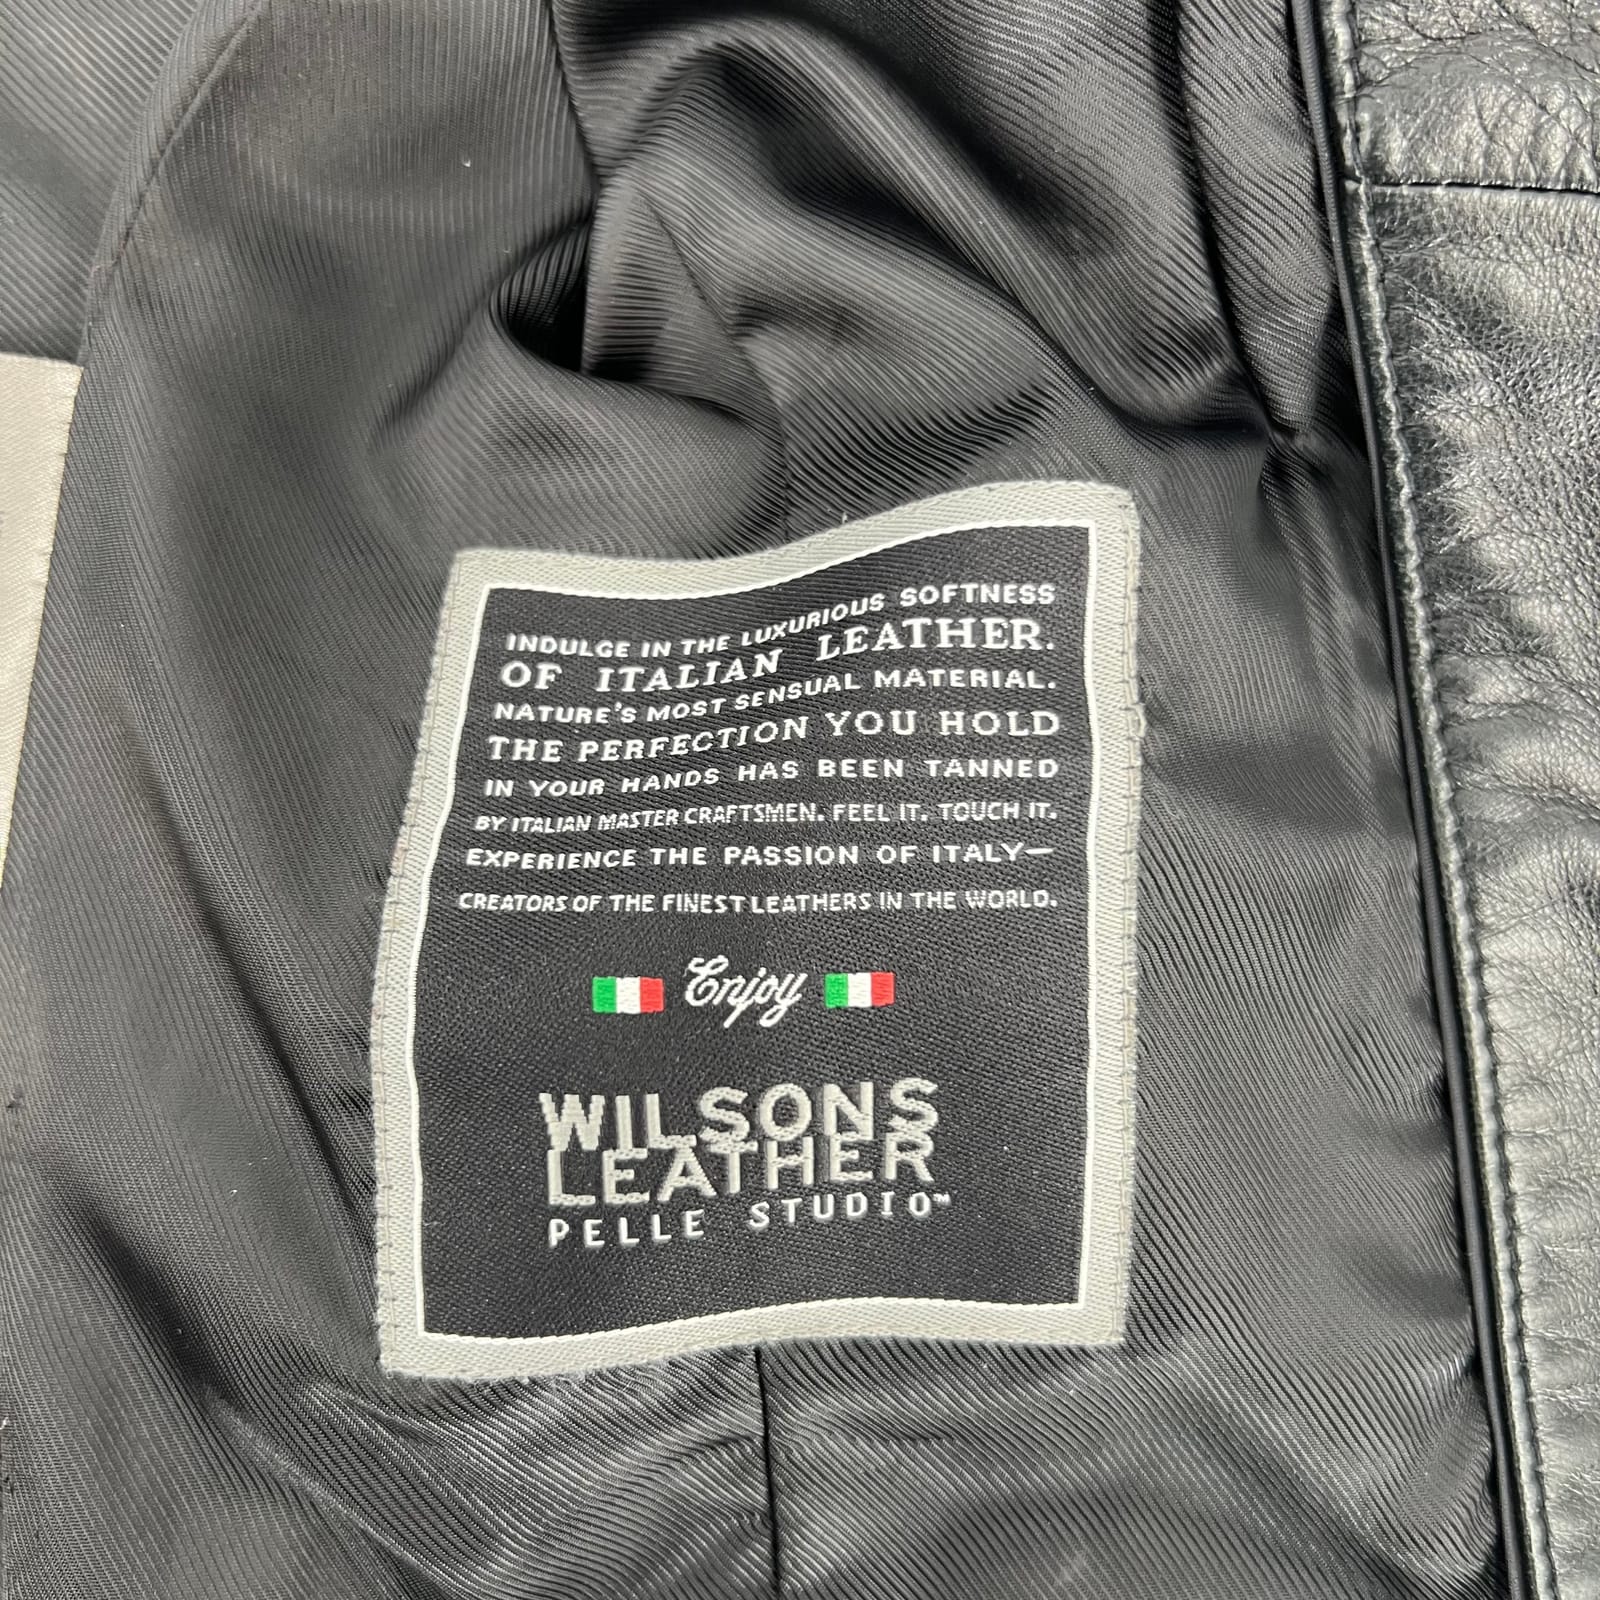 INDULGE IN THE LUXURIOUS SOFTNESS
OF ITALIAN LEATHER.
NATURE'S MOST SENSUAL MATERIAL.
THE PERFECTION YOU HOLD
IN YOUR HANDS HAS BEEN TANNED
BY ITALIAN MASTER CRAFTSMEN. FEEL IT. TOUCH IT.
EXPERIENCE THE PASSION OF ITALY—
CREATORS OF THE FINEST LEATHERS IN THE WORLD.
Enjoy
WILSONS
LEATHER
PELLE STUDIO™